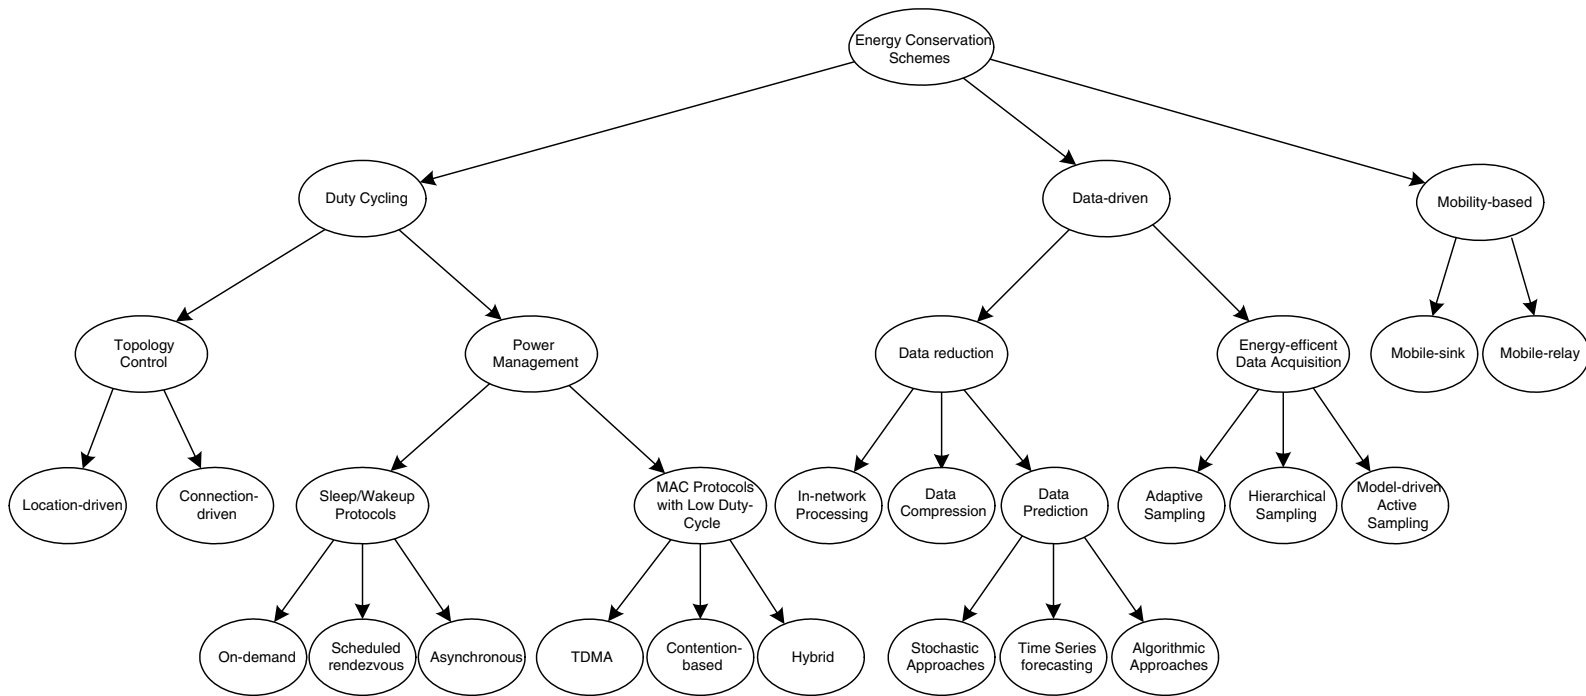 Energy Conservation
Schemes
Duty Cycling
Data-driven
Mobility-based
Topology
Control
Power
Management
Data reduction
Energy-efficent
Data Acquisition
Mobile-sink
Mobile-relay
Location-driven
Connection-
driven
Sleep/Wakeup
Protocols
MAC Protocols
with Low Duty-
Cycle
In-network
Processing
Data
Compression
Data
Prediction
Adaptive
Sampling
Hierarchical
Sampling
Model-driven
Active
Sampling
On-demand
Scheduled
rendezvous
Asynchronous
TDMA
Contention-
based
Hybrid
Stochastic
Approaches
Time Series
forecasting
Algorithmic
Approaches